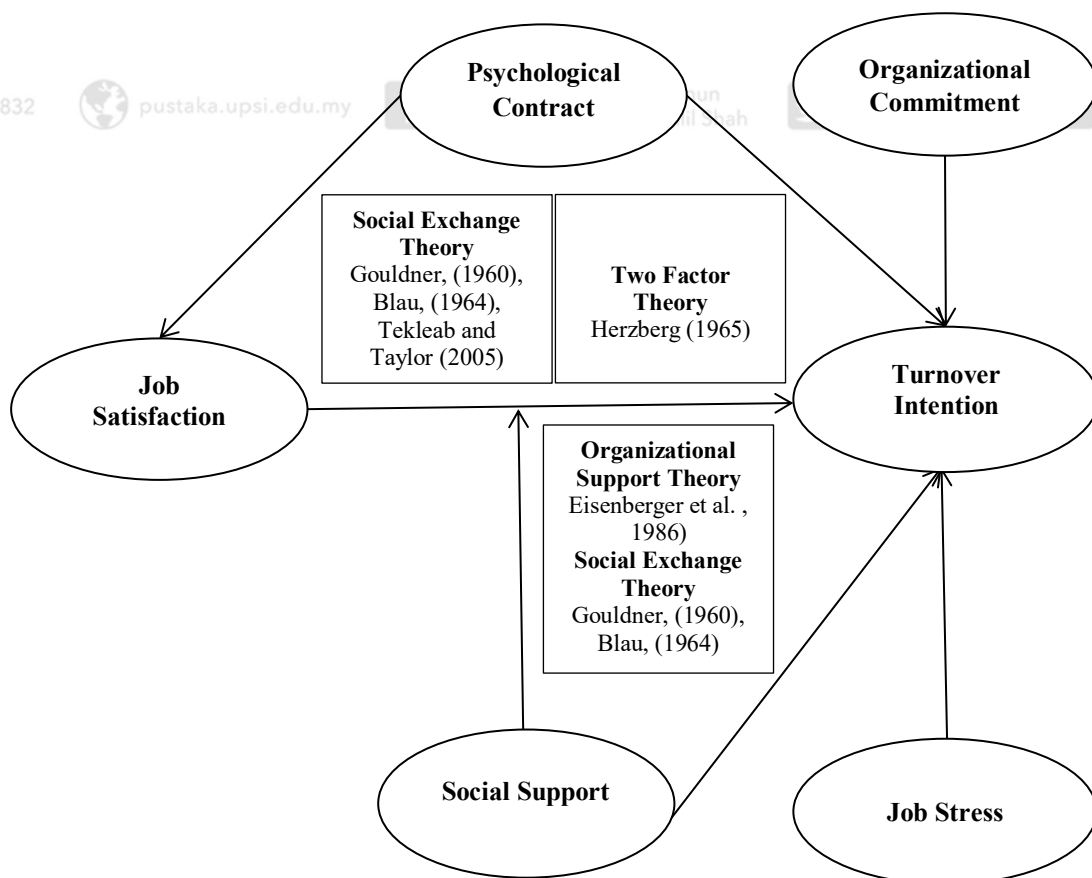 Psychological
Contract
Organizational
Commitment
832
pustaka.upsi.edu.my
Social Exchange
Theory
Gouldner, (1960),
Blau, (1964),
Tekleab and
Taylor (2005)
Two Factor
Theory
Herzberg (1965)
Job
Satisfaction
Turnover
Intention
Organizational
Support Theory
Eisenberger et al. ,
1986)
Social Exchange
Theory
Gouldner, (1960),
Blau, (1964)
Social Support
Job Stress